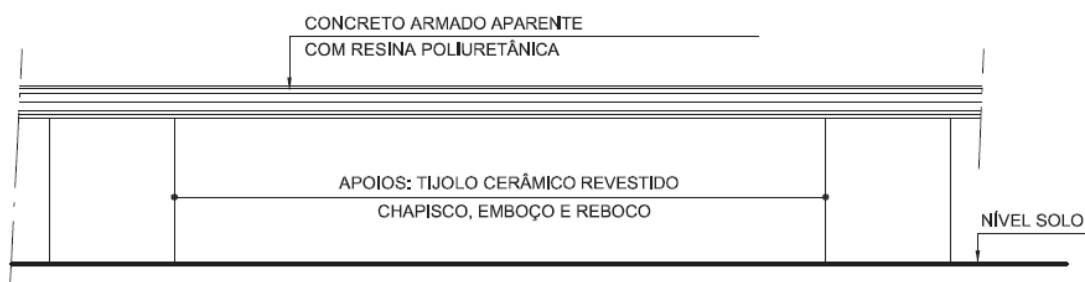 CONCRETO ARMADO APARENTE
COM RESINA POLIURETÂNICA
APOIOS: TIJOLO CERÂMICO REVESTIDO
CHAPISCO, EMBOÇO E REBOCO
NÍVEL SOLO